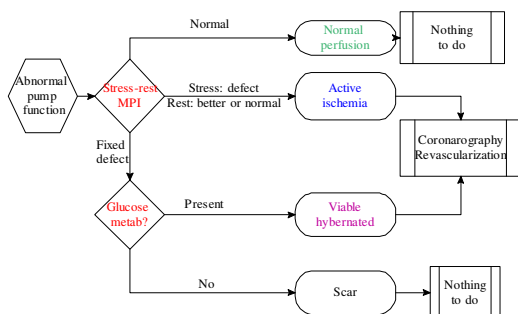 Normal
Normal
perfusion
Nothing
to do
Abnormal
pump
function
Stress-rest
MPI
Stress: defect
Rest: better or normal
Active
ischemia
Coronarography
Revascularization
Fixed
defect
Glucose
metab?
Present
Viable
hybernated
No
Scar
Nothing
to do